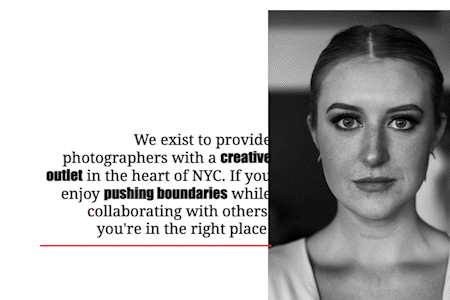 We exist to provide
photographers with a creative
outlet in the heart of NYC. If you
enjoy pushing boundaries while
collaborating with others,
you're in the right place.